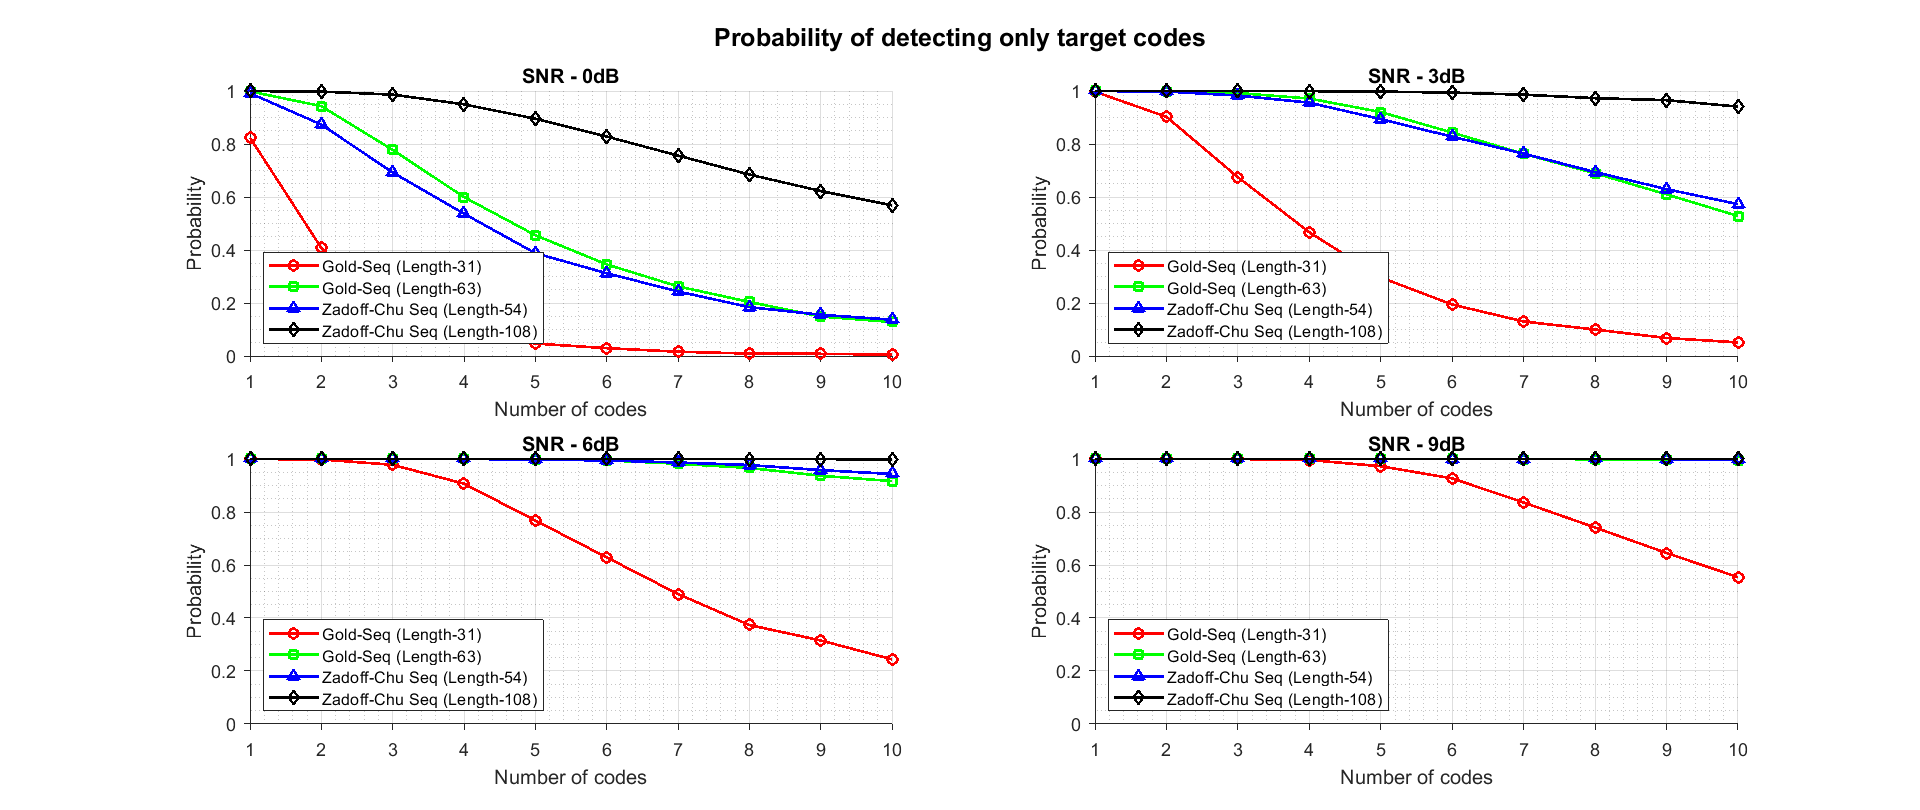 Probability of detecting only target codes
SNR - 0dB
1
0.8
0.6
0.4
0.2
0
Probability
Gold-Seq (Length-31)
Gold-Seq (Length-63)
Zadoff-Chu Seq (Length-54)
Zadoff-Chu Seq (Length-108)
1 2 3 4 5 6 7 8 9 10
Number of codes
SNR - 3dB
1
0.8
0.6
0.4
0.2
0
Probability
Gold-Seq (Length-31)
Gold-Seq (Length-63)
Zadoff-Chu Seq (Length-54)
Zadoff-Chu Seq (Length-108)
1 2 3 4 5 6 7 8 9 10
Number of codes
SNR - 6dB
1
0.8
0.6
0.4
0.2
0
Probability
Gold-Seq (Length-31)
Gold-Seq (Length-63)
Zadoff-Chu Seq (Length-54)
Zadoff-Chu Seq (Length-108)
1 2 3 4 5 6 7 8 9 10
Number of codes
SNR - 9dB
1
0.8
0.6
0.4
0.2
0
Probability
Gold-Seq (Length-31)
Gold-Seq (Length-63)
Zadoff-Chu Seq (Length-54)
Zadoff-Chu Seq (Length-108)
1 2 3 4 5 6 7 8 9 10
Number of codes